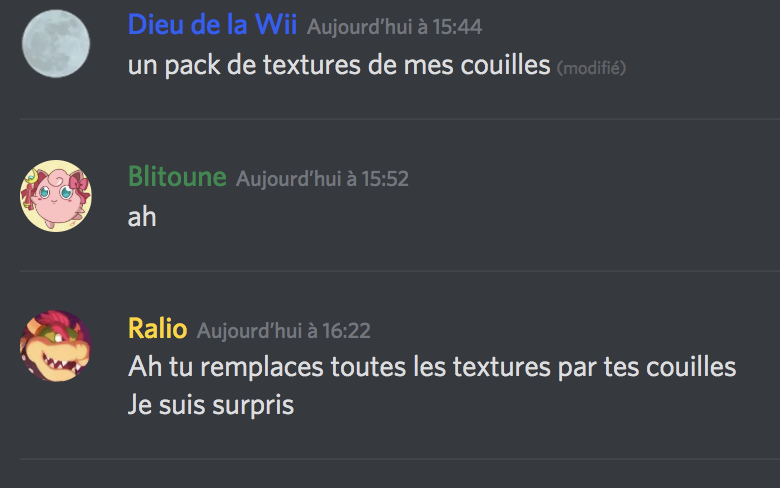 Dieu de la Wii Aujourd'hui à 15:44
un pack de textures de mes couilles (modifié)
Blitoune Aujourd'hui à 15:52
ah
Ralio Aujourd'hui à 16:22
Ah tu remplaces toutes les textures par tes couilles
Je suis surpris